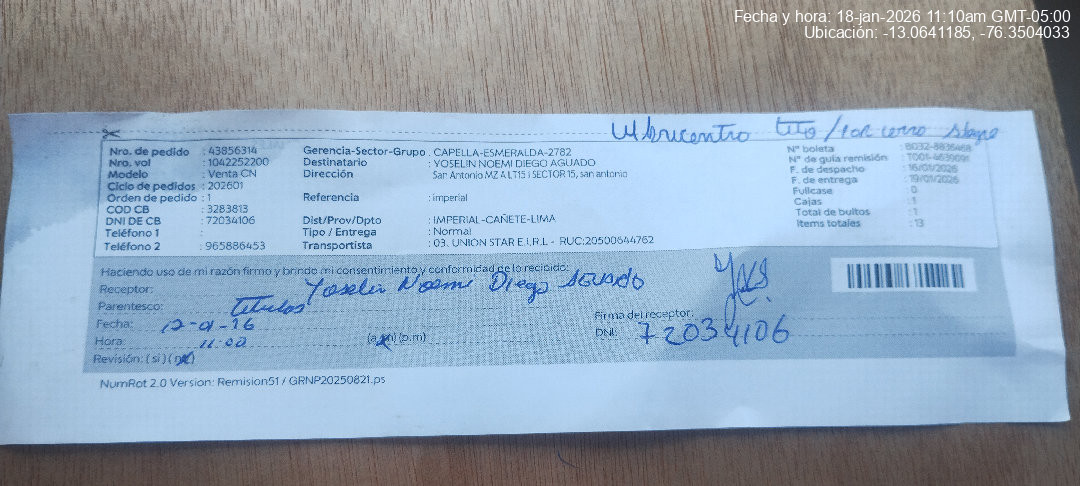 Fecha y hora: 18-jan-2026 11:10am GMT-05:00
Ubicación: -13.0641185, -76.3504033
Nro. de pedido : 43856314
Nro. vol : 1042252200
Modelo : Venta CN
Ciclo de pedidos : 202601
Orden de pedido : 1
COD CB : 3283813
DNI DE CB : 72034106
Teléfono 1 :
Teléfono 2 : 965886453
Gerencia-Sector-Grupo : CAPELLA-ESMERALDA-2782
Destinatario : YOSELIN NOEMI DIEGO AGUADO
Dirección : San Antonio MZ A LT15 i SECTOR 15, san antonio
Referencia : imperial
Dist/Prov/Dpto : IMPERIAL-CAÑETE-LIMA
Tipo / Entrega : Normal
Transportista : 03. UNION STAR E.I.R.L - RUC:20500644762
N° boleta
N° de guía remisión
F. de despacho : 16/01/2026
F. de entrega : 19/01/2026
Fullcase : 0
Cajas : 1
Total de bultos : 1
Items totales : 13
Haciendo uso de mi razón firmo y brindo mi consentimiento y conformidad de lo recibido:
Receptor: Yoselin Noemi Diego Aguado
Parentesco:
Fecha:
Hora: 11:00 (a.m) (p.m)
Revisión: ( si ) ( no )
Firma del receptor:
DNI: 72034106
NumRot 2.0 Version: Remision51 / GRNP20250821.ps